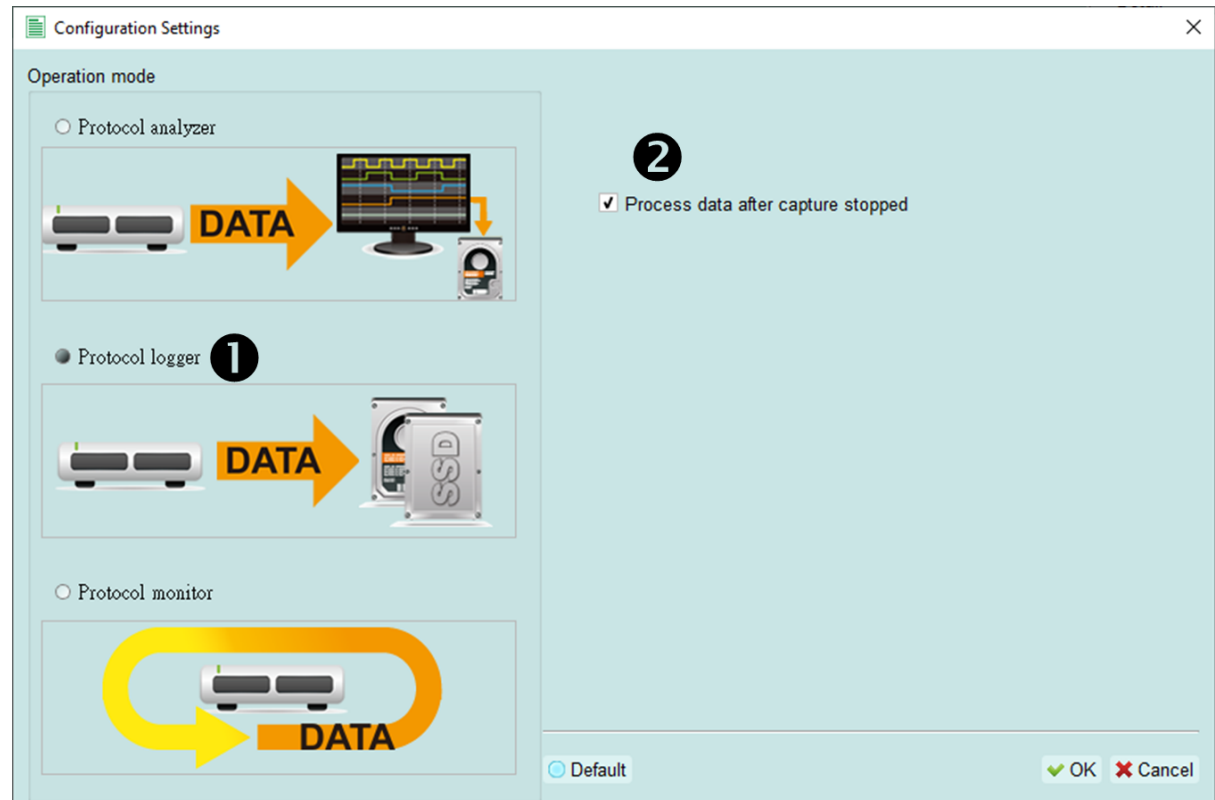 Configuration Settings
Operation mode
Protocol analyzer
DATA
❶
Protocol logger
DATA
SSD
Protocol monitor
DATA
❷
Process data after capture stopped
Default
OK
Cancel